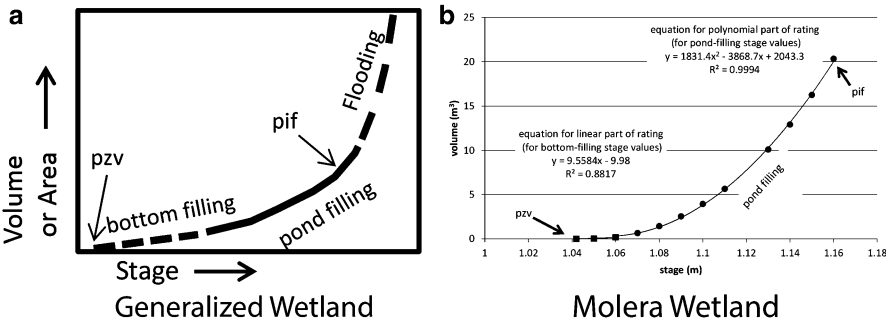 a
Volume
or Area
pzv
bottom filling
pif
Flooding
pond filling
Stage
Generalized Wetland
b
volume (m³)
25
20
15
10
5
0
equation for polynomial part of rating
(for pond-filling stage values)
y = 1831.4x² - 3868.7x + 2043.3
R² = 0.9994
pif
equation for linear part of rating
(for bottom-filling stage values)
y = 9.5584x - 9.98
R² = 0.8817
pzv
pond filling
1 1.02 1.04 1.06 1.08 1.1 1.12 1.14 1.16 1.18
stage (m)
Molera Wetland